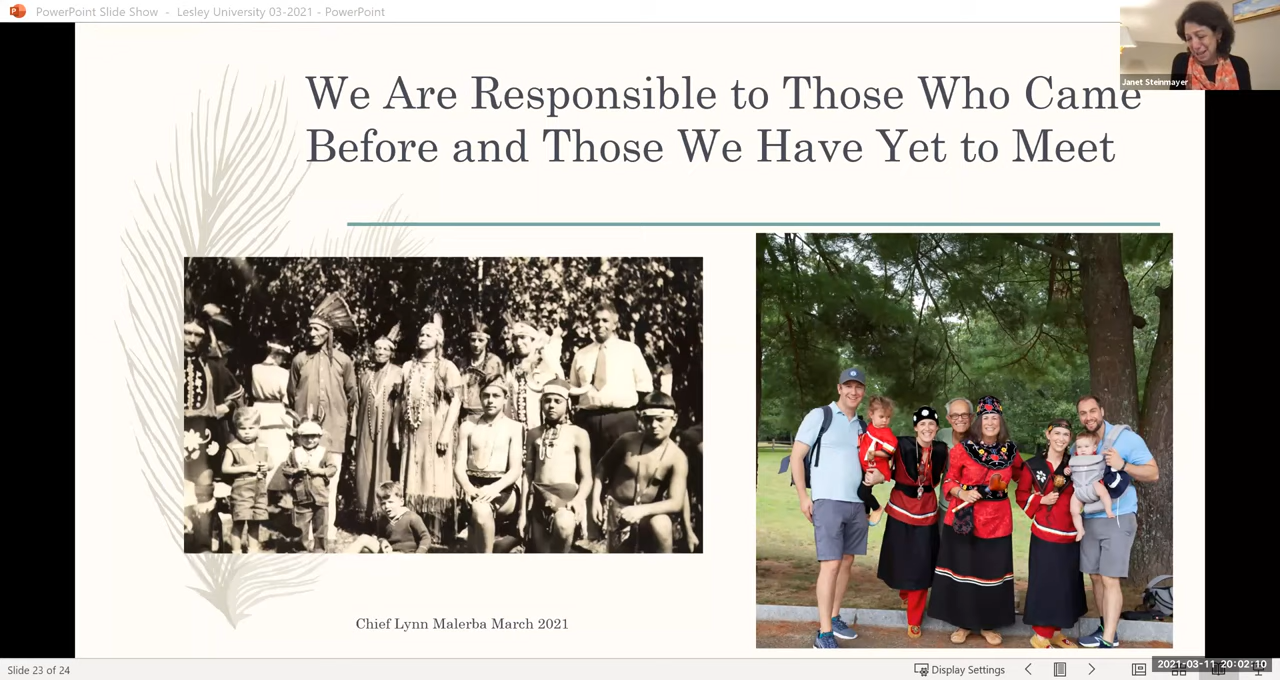 PowerPoint Slide Show - Lesley University 03-2021 - PowerPoint
Janet Steinmayer
We Are Responsible to Those Who Came
Before and Those We Have Yet to Meet
Chief Lynn Malerba March 2021
Slide 23 of 24
Display Settings
2021-03-11 20:02:10